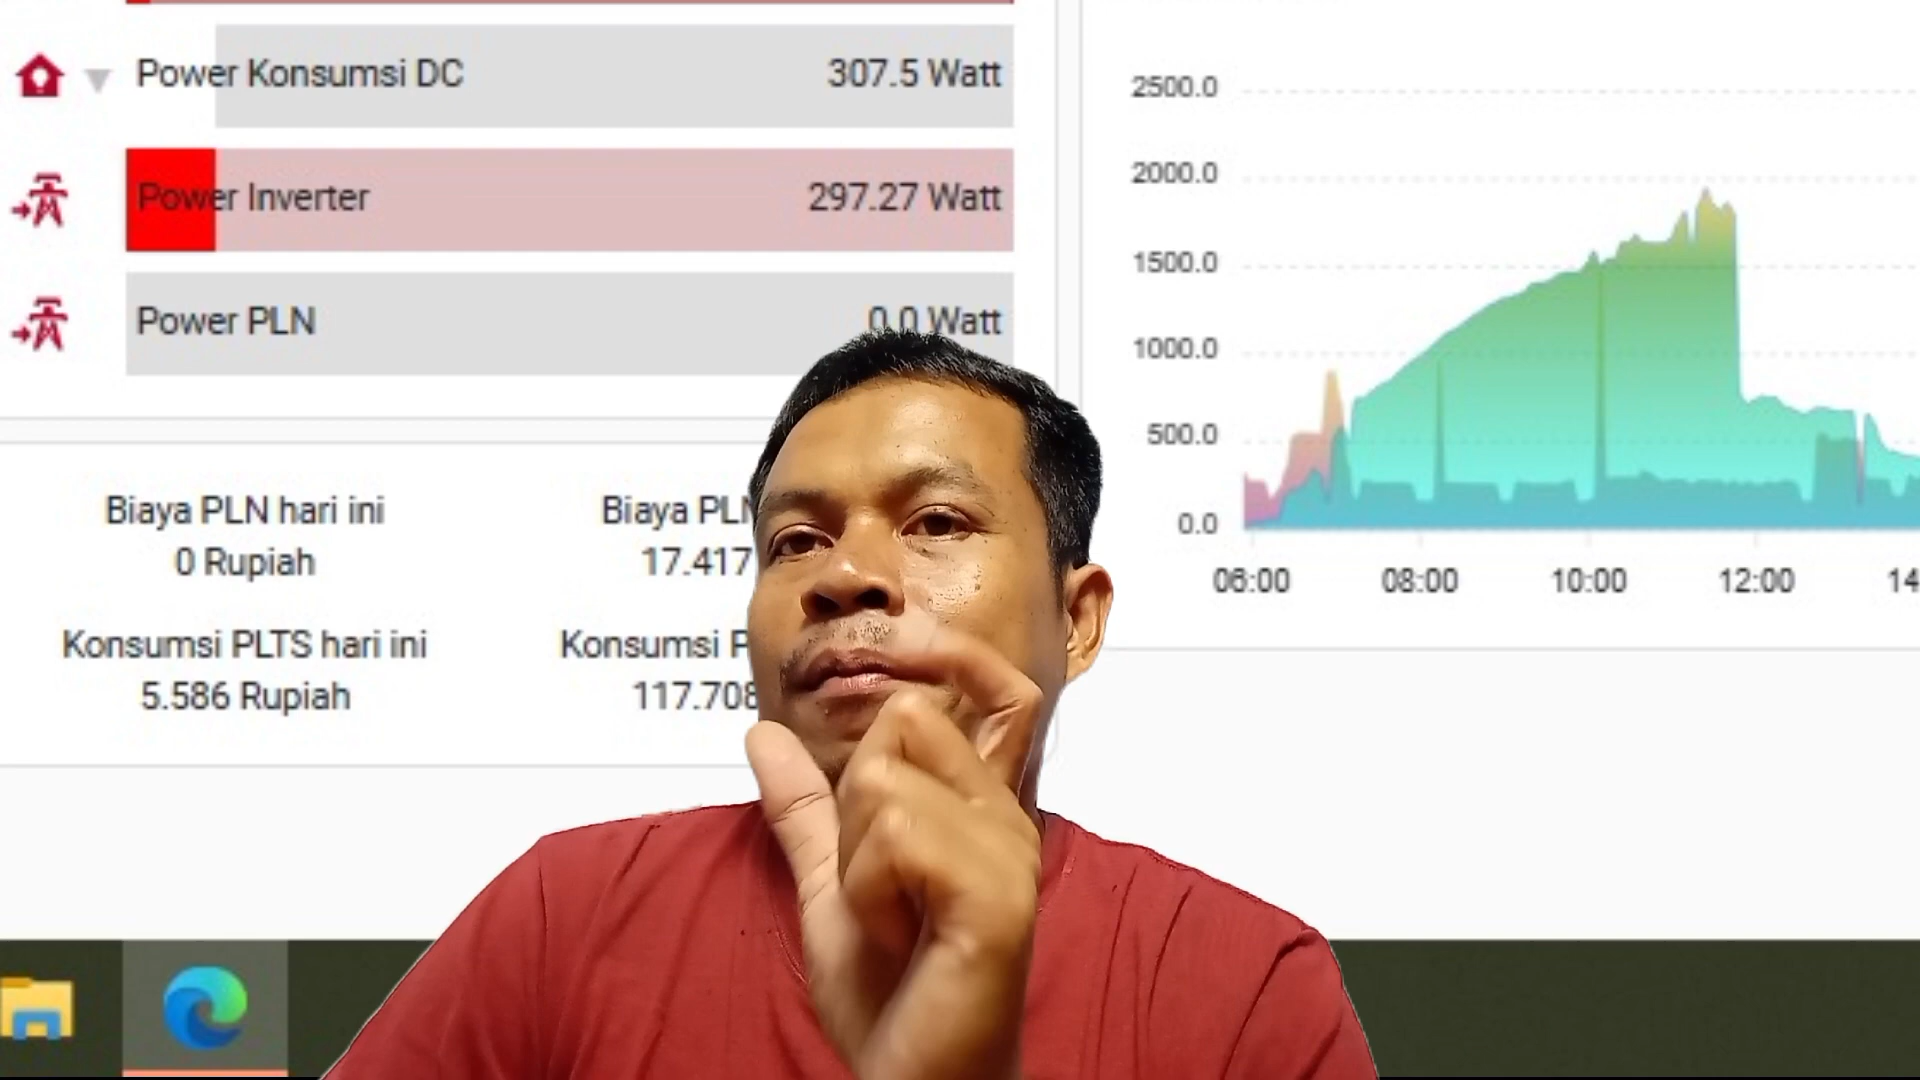 Power Konsumsi DC 307.5 Watt
Power Inverter 297.27 Watt
Power PLN 0.0 Watt
Biaya PLN hari ini
0 Rupiah
Biaya
17.417
Konsumsi PLTS hari ini
5.586 Rupiah
Konsumsi
117.708
2500.0
2000.0
1500.0
1000.0
500.0
0.0
06:00 08:00 10:00 12:00